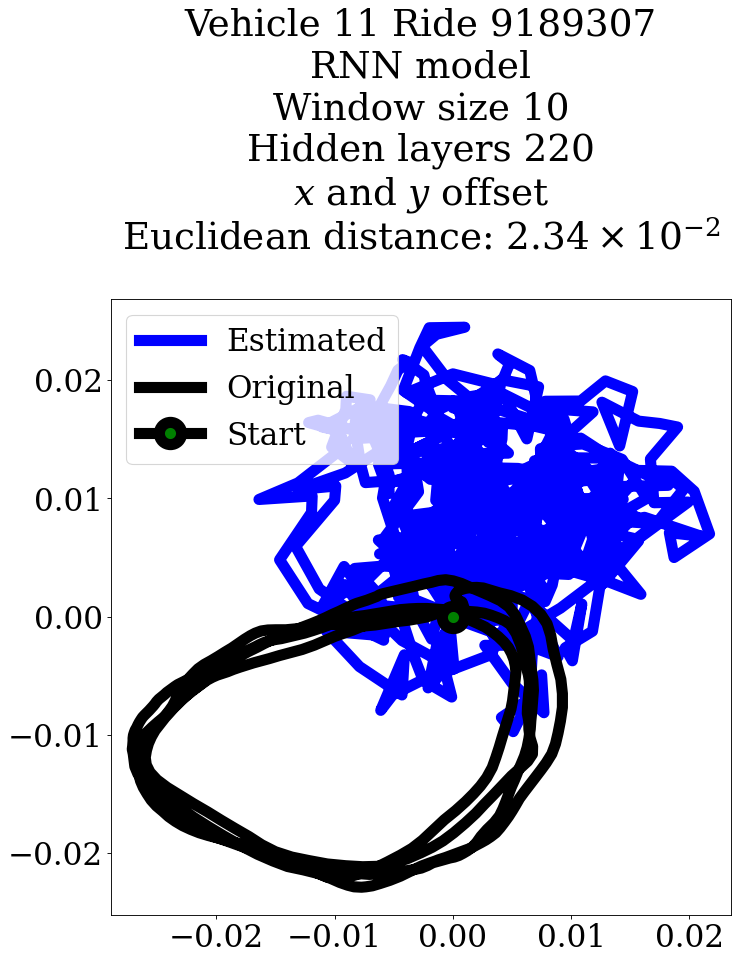 Vehicle 11 Ride 9189307
RNN model
Window size 10
Hidden layers 220
x and y offset
Euclidean distance: 2.34 × 10⁻²
Estimated
Original
Start
0.02
0.01
0.00
−0.01
−0.02
−0.02 −0.01 0.00 0.01 0.02